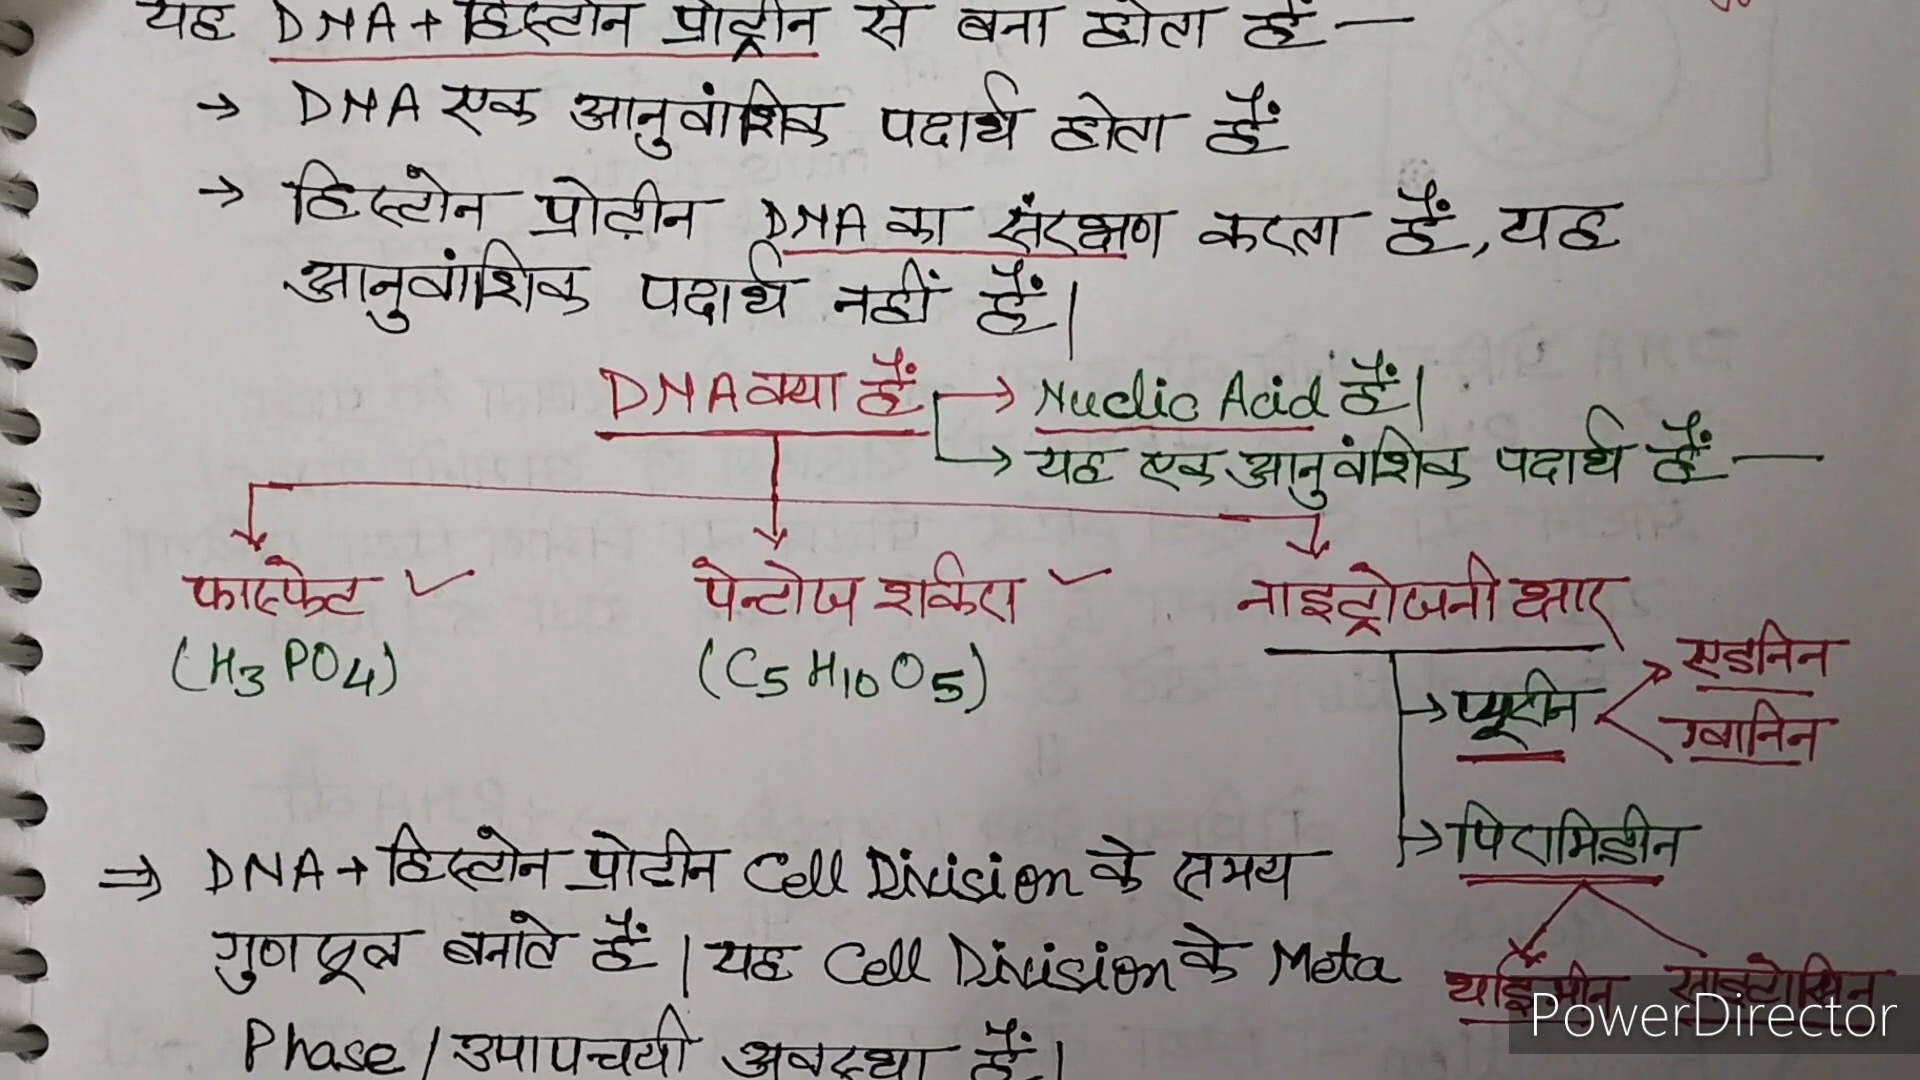 यह DNA + हिस्टोन प्रोटीन से बना होता हैं —
→ DNA एक आनुवांशिक पदार्थ होता हैं
→ हिस्टोन प्रोटीन DNA का संरक्षण करता हैं, यह
आनुवांशिक पदार्थ नहीं हैं।
DNA क्या हैं → Nuclic Acid हैं।
→ यह एक आनुवंशिक पदार्थ हैं —
फास्फेट ✓ पेन्टोज शर्करा ✓ नाइट्रोजनी क्षार
(H3PO4) (C5H10O5)
एडनिन
→ प्यूरीन
ग्वानिन
→ पिरामिडीन
⇒ DNA + हिस्टोन प्रोटीन Cell Division के समय
गुणसूत्र बनाते हैं। यह Cell Division के Meta
थाईमीन साइटोसिन
Phase / उपापचयी अवस्था हैं।
PowerDirector